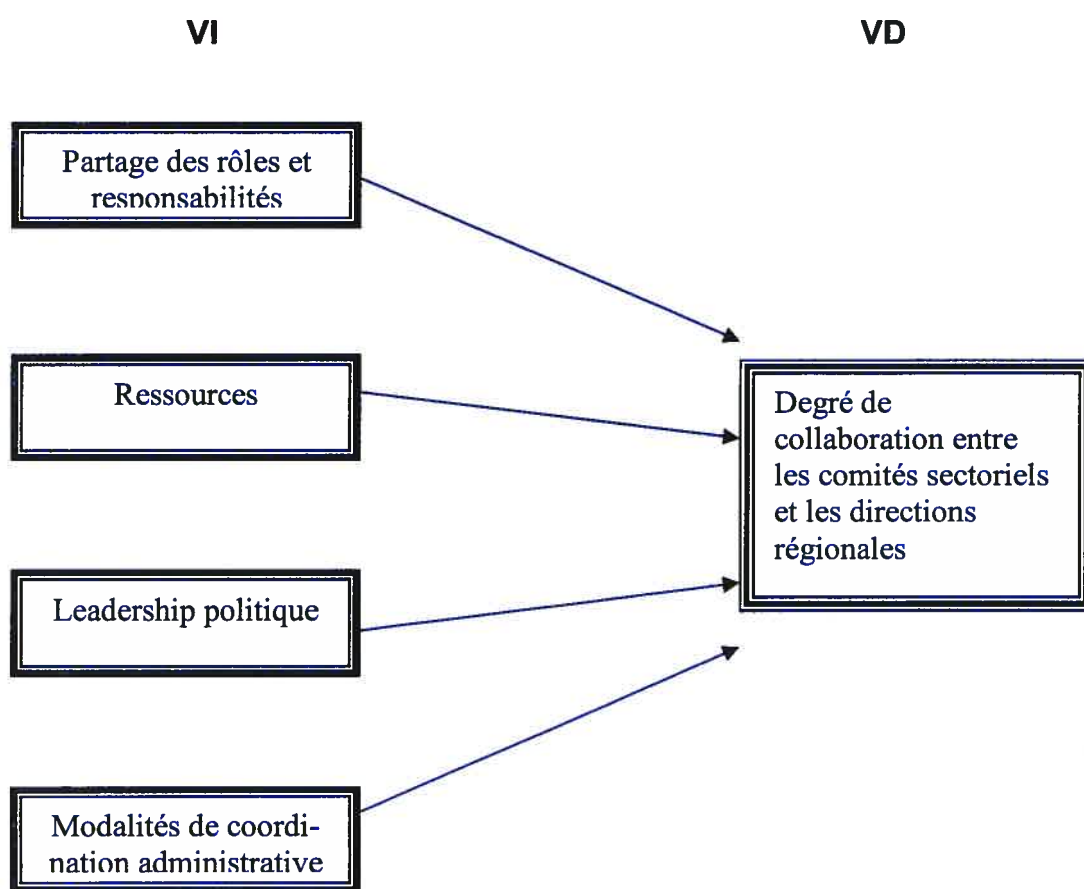 VI
VD
Partage des rôles et
responsabilités
Ressources
Leadership politique
Modalités de coordi-
nation administrative
Degré de
collaboration entre
les comités sectoriels
et les directions
régionales